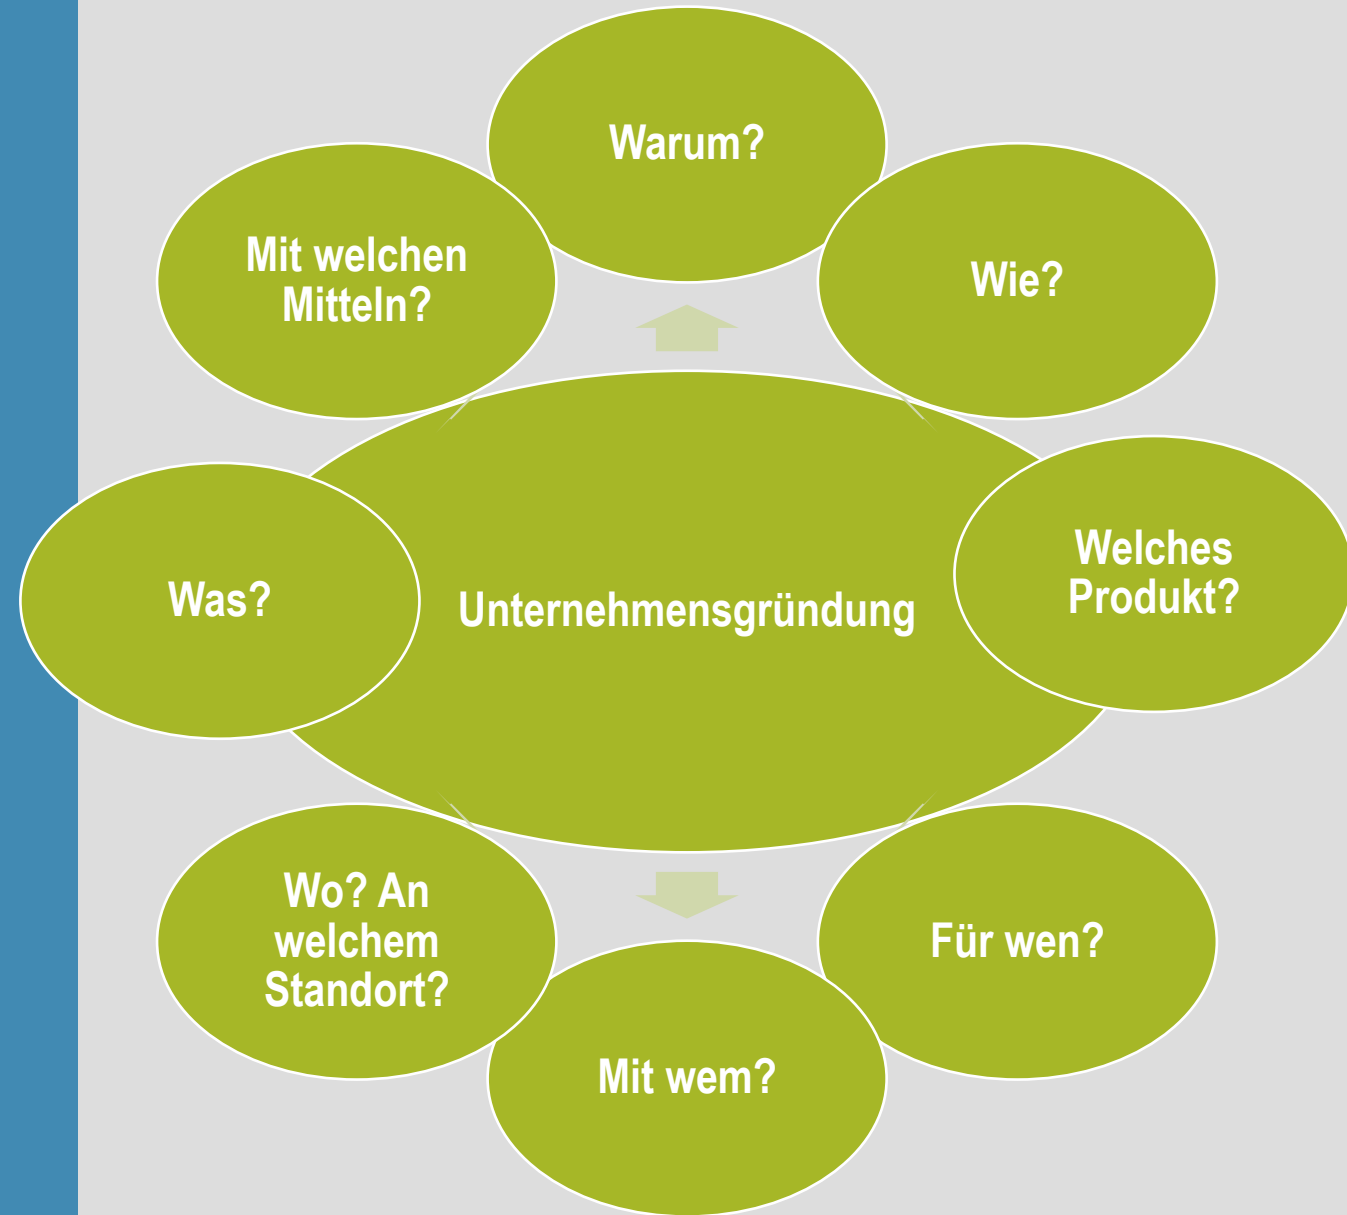 Warum?
Mit welchen
Mitteln?
Wie?
Was?
Unternehmensgründung
Welches
Produkt?
Wo? An
welchem
Standort?
Für wen?
Mit wem?